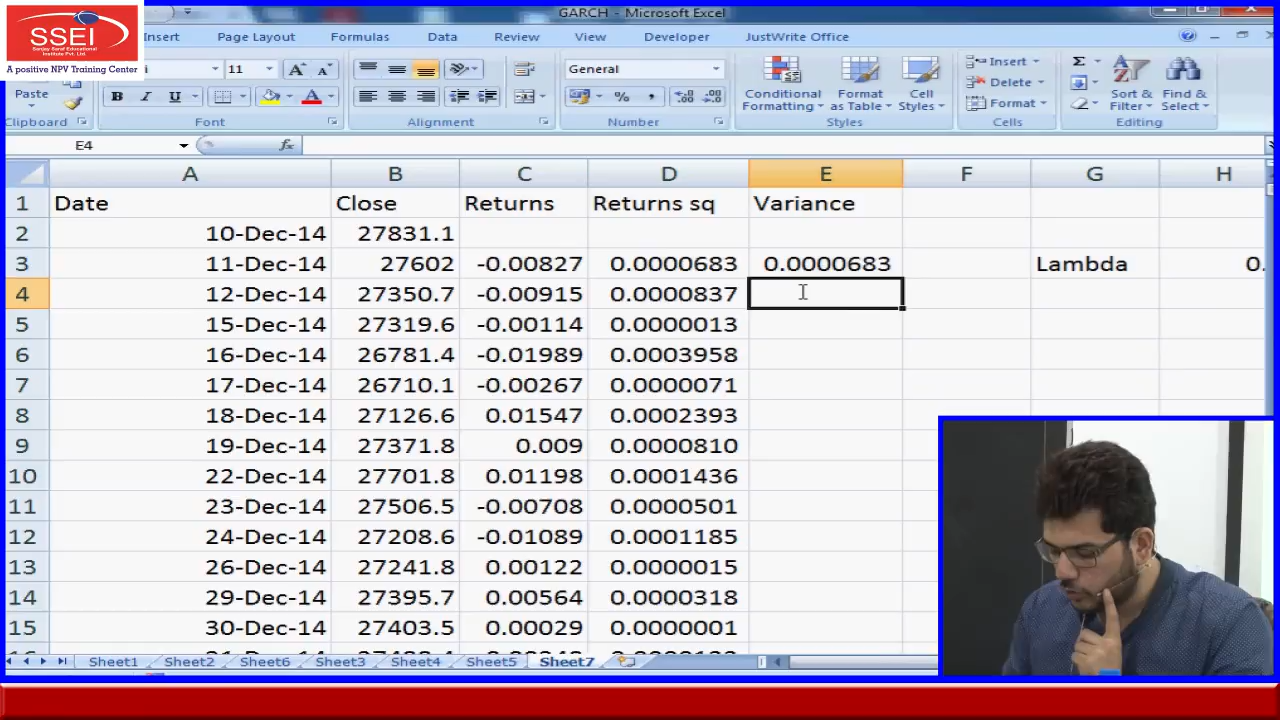 GARCH - Microsoft Excel
SSEI
Sanjay Saraf Educational
Institute Pvt. Ltd.
A positive NPV Training Center
Insert Page Layout Formulas Data Review View Developer JustWrite Office
11 General
Paste B I U A % , Conditional Formatting Format as Table Cell Styles Insert Delete Format Σ Sort & Filter Find & Select
Clipboard Font Alignment Number Styles Cells Editing
E4 fx
A B C D E F G H
1 Date Close Returns Returns sq Variance
2 10-Dec-14 27831.1
3 11-Dec-14 27602 -0.00827 0.0000683 0.0000683 Lambda 0.
4 12-Dec-14 27350.7 -0.00915 0.0000837
5 15-Dec-14 27319.6 -0.00114 0.0000013
6 16-Dec-14 26781.4 -0.01989 0.0003958
7 17-Dec-14 26710.1 -0.00267 0.0000071
8 18-Dec-14 27126.6 0.01547 0.0002393
9 19-Dec-14 27371.8 0.009 0.0000810
10 22-Dec-14 27701.8 0.01198 0.0001436
11 23-Dec-14 27506.5 -0.00708 0.0000501
12 24-Dec-14 27208.6 -0.01089 0.0001185
13 26-Dec-14 27241.8 0.00122 0.0000015
14 29-Dec-14 27395.7 0.00564 0.0000318
15 30-Dec-14 27403.5 0.00029 0.0000001
Sheet1 Sheet2 Sheet6 Sheet3 Sheet4 Sheet5 Sheet7